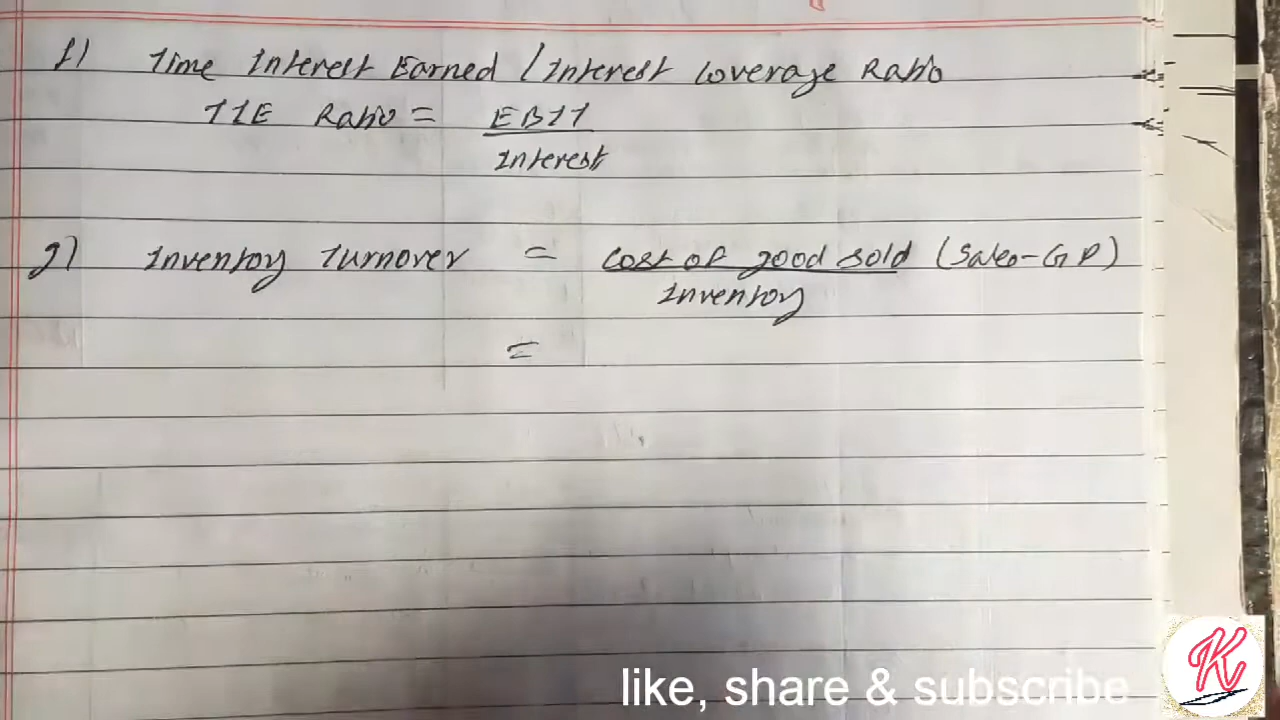 f) Time Interest Earned / Interest Coverage Ratio
TIE Ratio = EBIT
Interest
g) Inventory Turnover = Cost of good sold (Sales-GP)
Inventory
=
like, share & subscribe
K